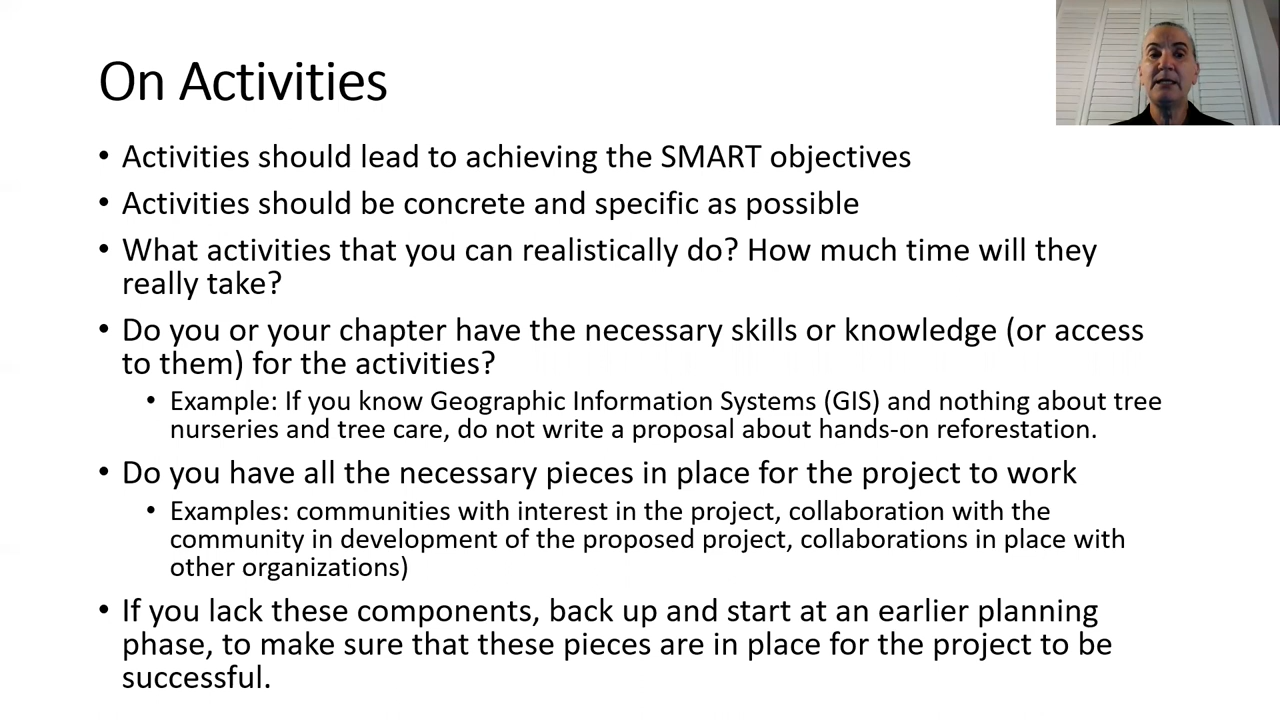 On Activities
• Activities should lead to achieving the SMART objectives
• Activities should be concrete and specific as possible
• What activities that you can realistically do? How much time will they
really take?
• Do you or your chapter have the necessary skills or knowledge (or access
to them) for the activities?
• Example: If you know Geographic Information Systems (GIS) and nothing about tree
nurseries and tree care, do not write a proposal about hands-on reforestation.
• Do you have all the necessary pieces in place for the project to work
• Examples: communities with interest in the project, collaboration with the
community in development of the proposed project, collaborations in place with
other organizations)
• If you lack these components, back up and start at an earlier planning
phase, to make sure that these pieces are in place for the project to be
successful.